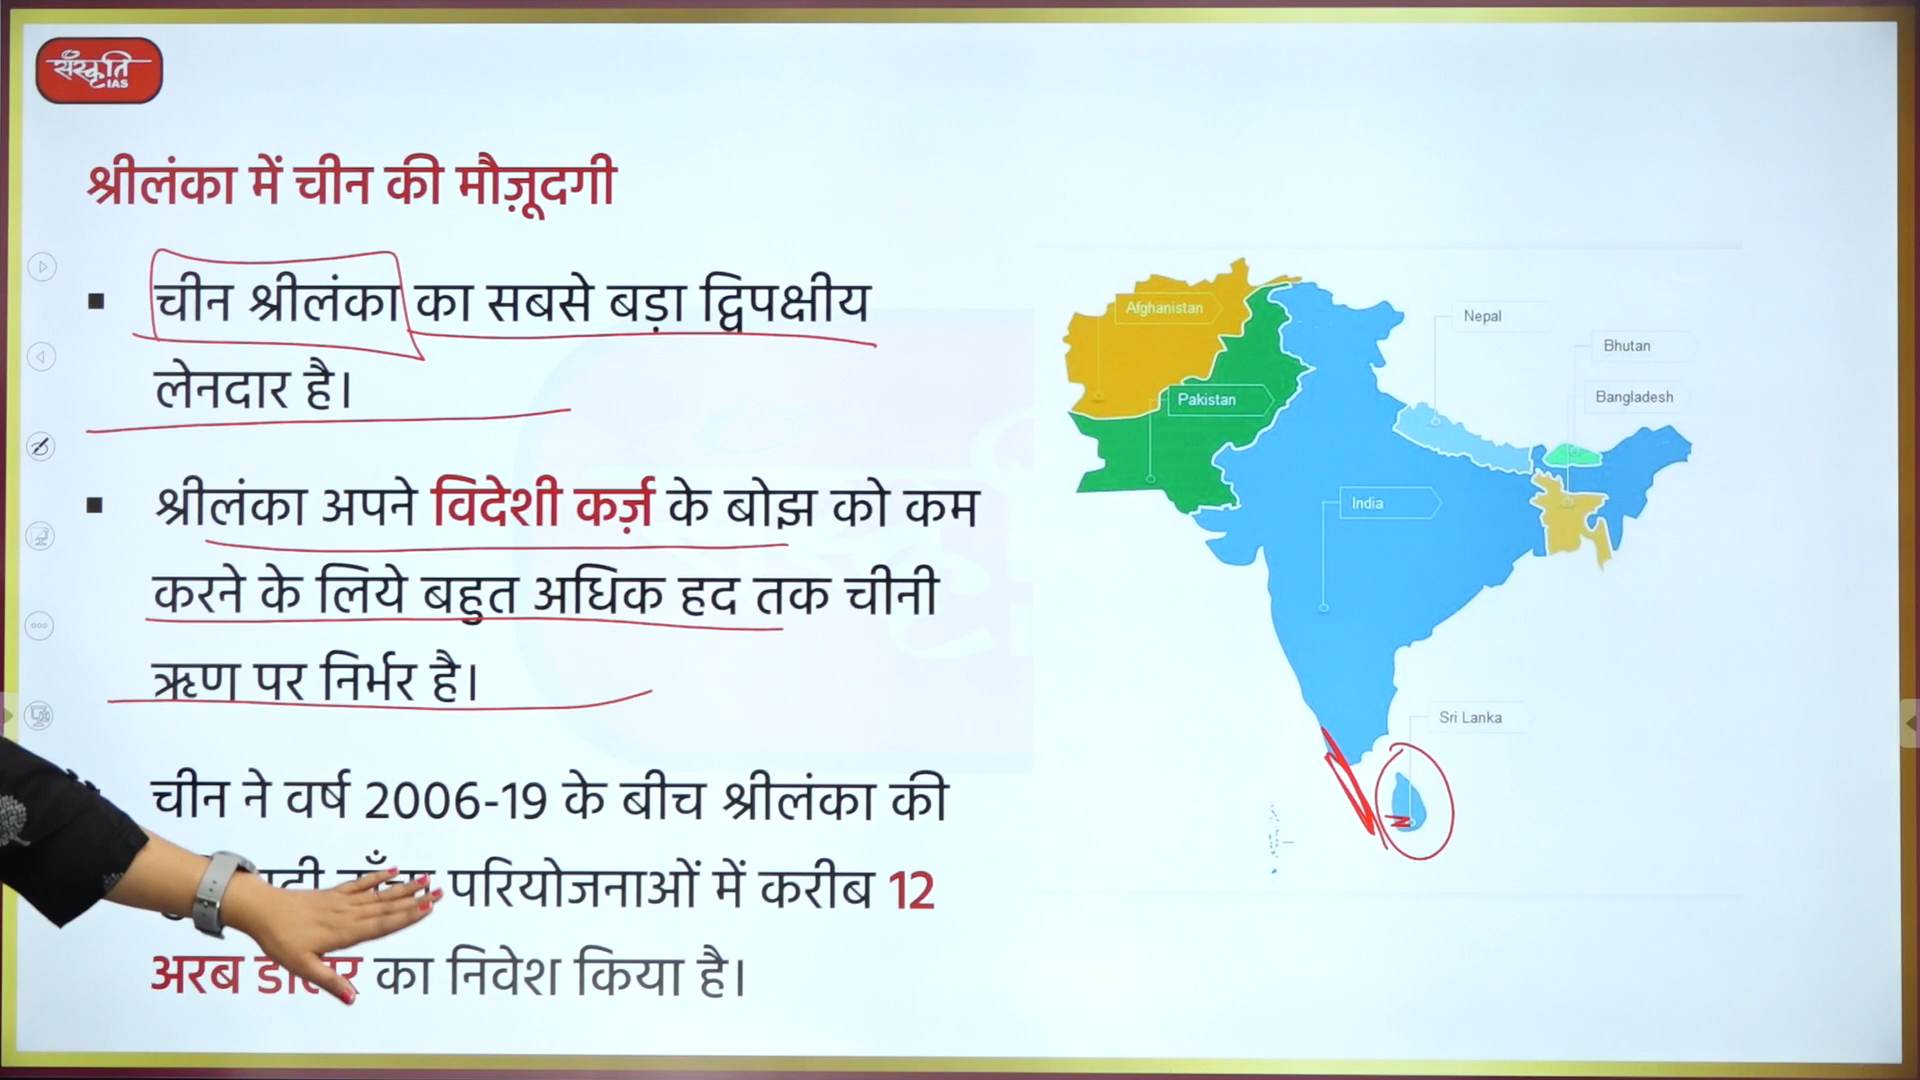 सँस्कृति
IAS
श्रीलंका में चीन की मौज़ूदगी
▪ चीन श्रीलंका का सबसे बड़ा द्विपक्षीय
लेनदार है।
▪ श्रीलंका अपने विदेशी कर्ज़ के बोझ को कम
करने के लिये बहुत अधिक हद तक चीनी
ऋण पर निर्भर है।
चीन ने वर्ष 2006-19 के बीच श्रीलंका की
परियोजनाओं में करीब 12
अरब का निवेश किया है।
Afghanistan
Nepal
Bhutan
Bangladesh
Pakistan
India
Sri Lanka